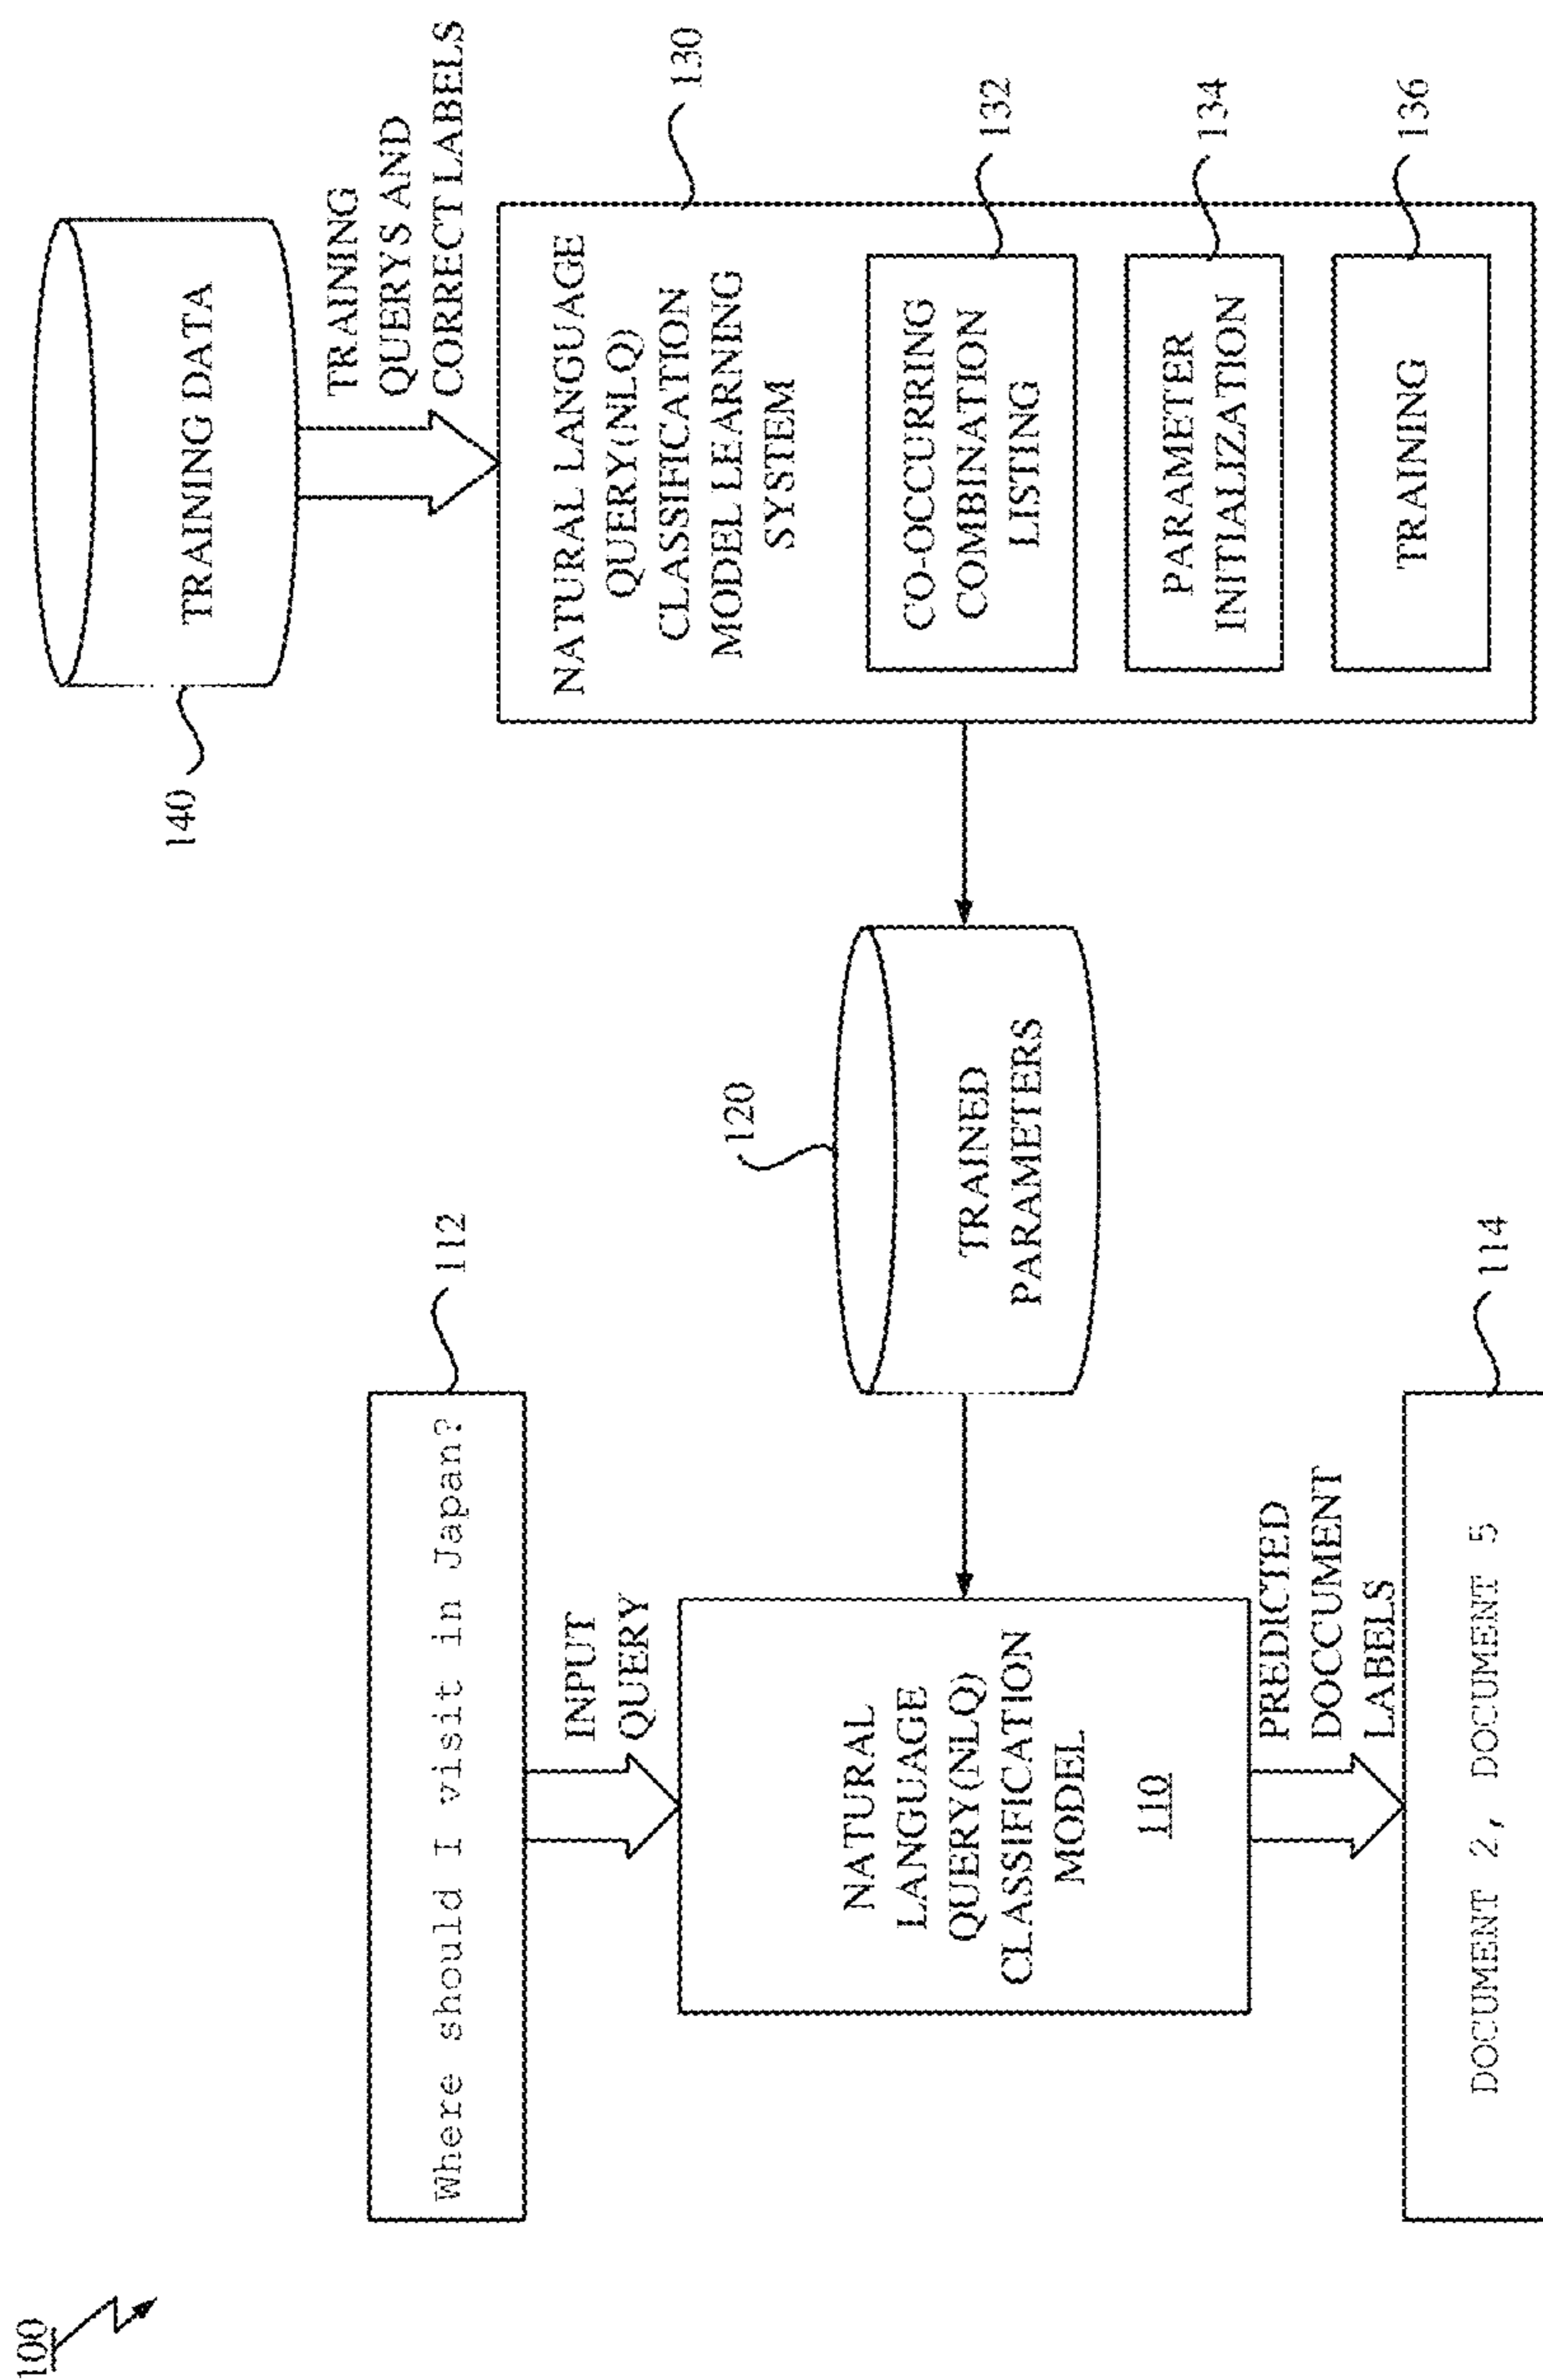 100
Where should I visit in Japan?
112
INPUT
QUERY
NATURAL
LANGUAGE
QUERY(NLQ)
CLASSIFICATION
MODEL
110
PREDICTED
DOCCUMENT
LABELS
DOCUMENT 2, DOCUMENT 5
114
120
TRAINED
PARAMETERS
140
TRAINING DATA
TRAINING
QUERYS AND
CORRECT LABELS
130
NATURAL LANGUAGE
QUERY(NLQ)
CLASSIFICATION
MODEL LEARNING
SYSTEM
CO-OCCURRING
COMBINATION
LISTING
132
PARAMETER
INITIALIZATION
134
TRAINING
136